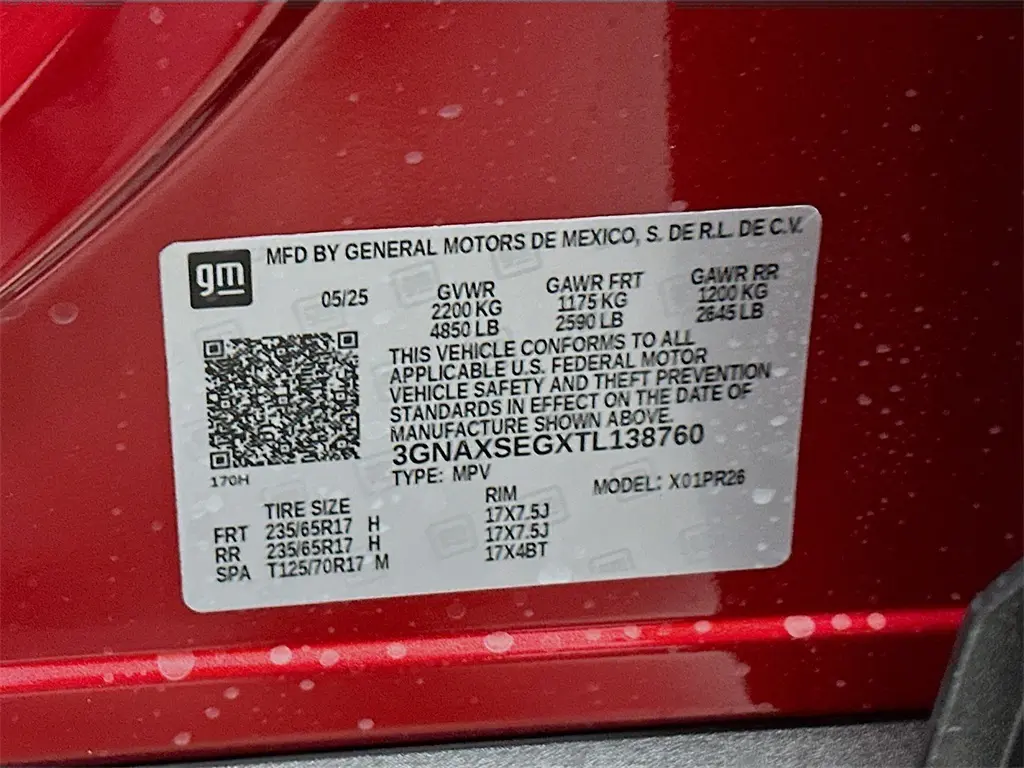 gm
MFD BY GENERAL MOTORS DE MEXICO, S. DE R.L. DE C.V.
05/25
GVWR
2200 KG
4850 LB
GAWR FRT
1175 KG
2590 LB
GAWR RR
1200 KG
2645 LB
THIS VEHICLE CONFORMS TO ALL
APPLICABLE U.S. FEDERAL MOTOR
VEHICLE SAFETY AND THEFT PREVENTION
STANDARDS IN EFFECT ON THE DATE OF
MANUFACTURE SHOWN ABOVE.
3GNAXSEGXTL138760
170H
TYPE: MPV
MODEL: X01PR26
TIRE SIZE RIM
FRT 235/65R17 H 17X7.5J
RR 235/65R17 H 17X7.5J
SPA T125/70R17 M 17X4BT